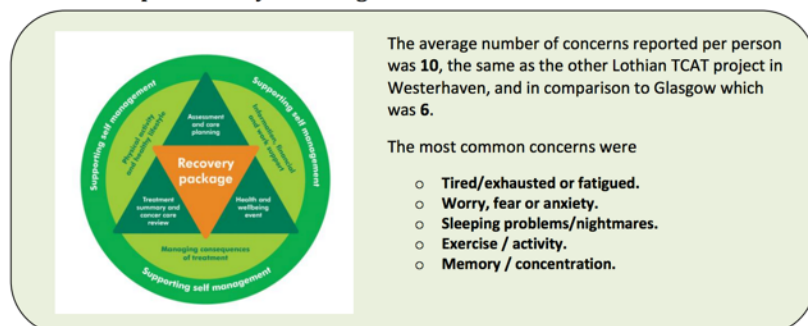 Supporting self management
Supporting self management
Physical activity
and healthy lifestyle
Information, financial
and work support
Assessment
and care
planning
Recovery
package
Treatment
summary and
cancer care
review
Health and
wellbeing
event
Managing consequences
of treatment
Supporting self management
The average number of concerns reported per person
was 10, the same as the other Lothian TCAT project in
Westerhaven, and in comparison to Glasgow which
was 6.
The most common concerns were
o Tired/exhausted or fatigued.
o Worry, fear or anxiety.
o Sleeping problems/nightmares.
o Exercise / activity.
o Memory / concentration.